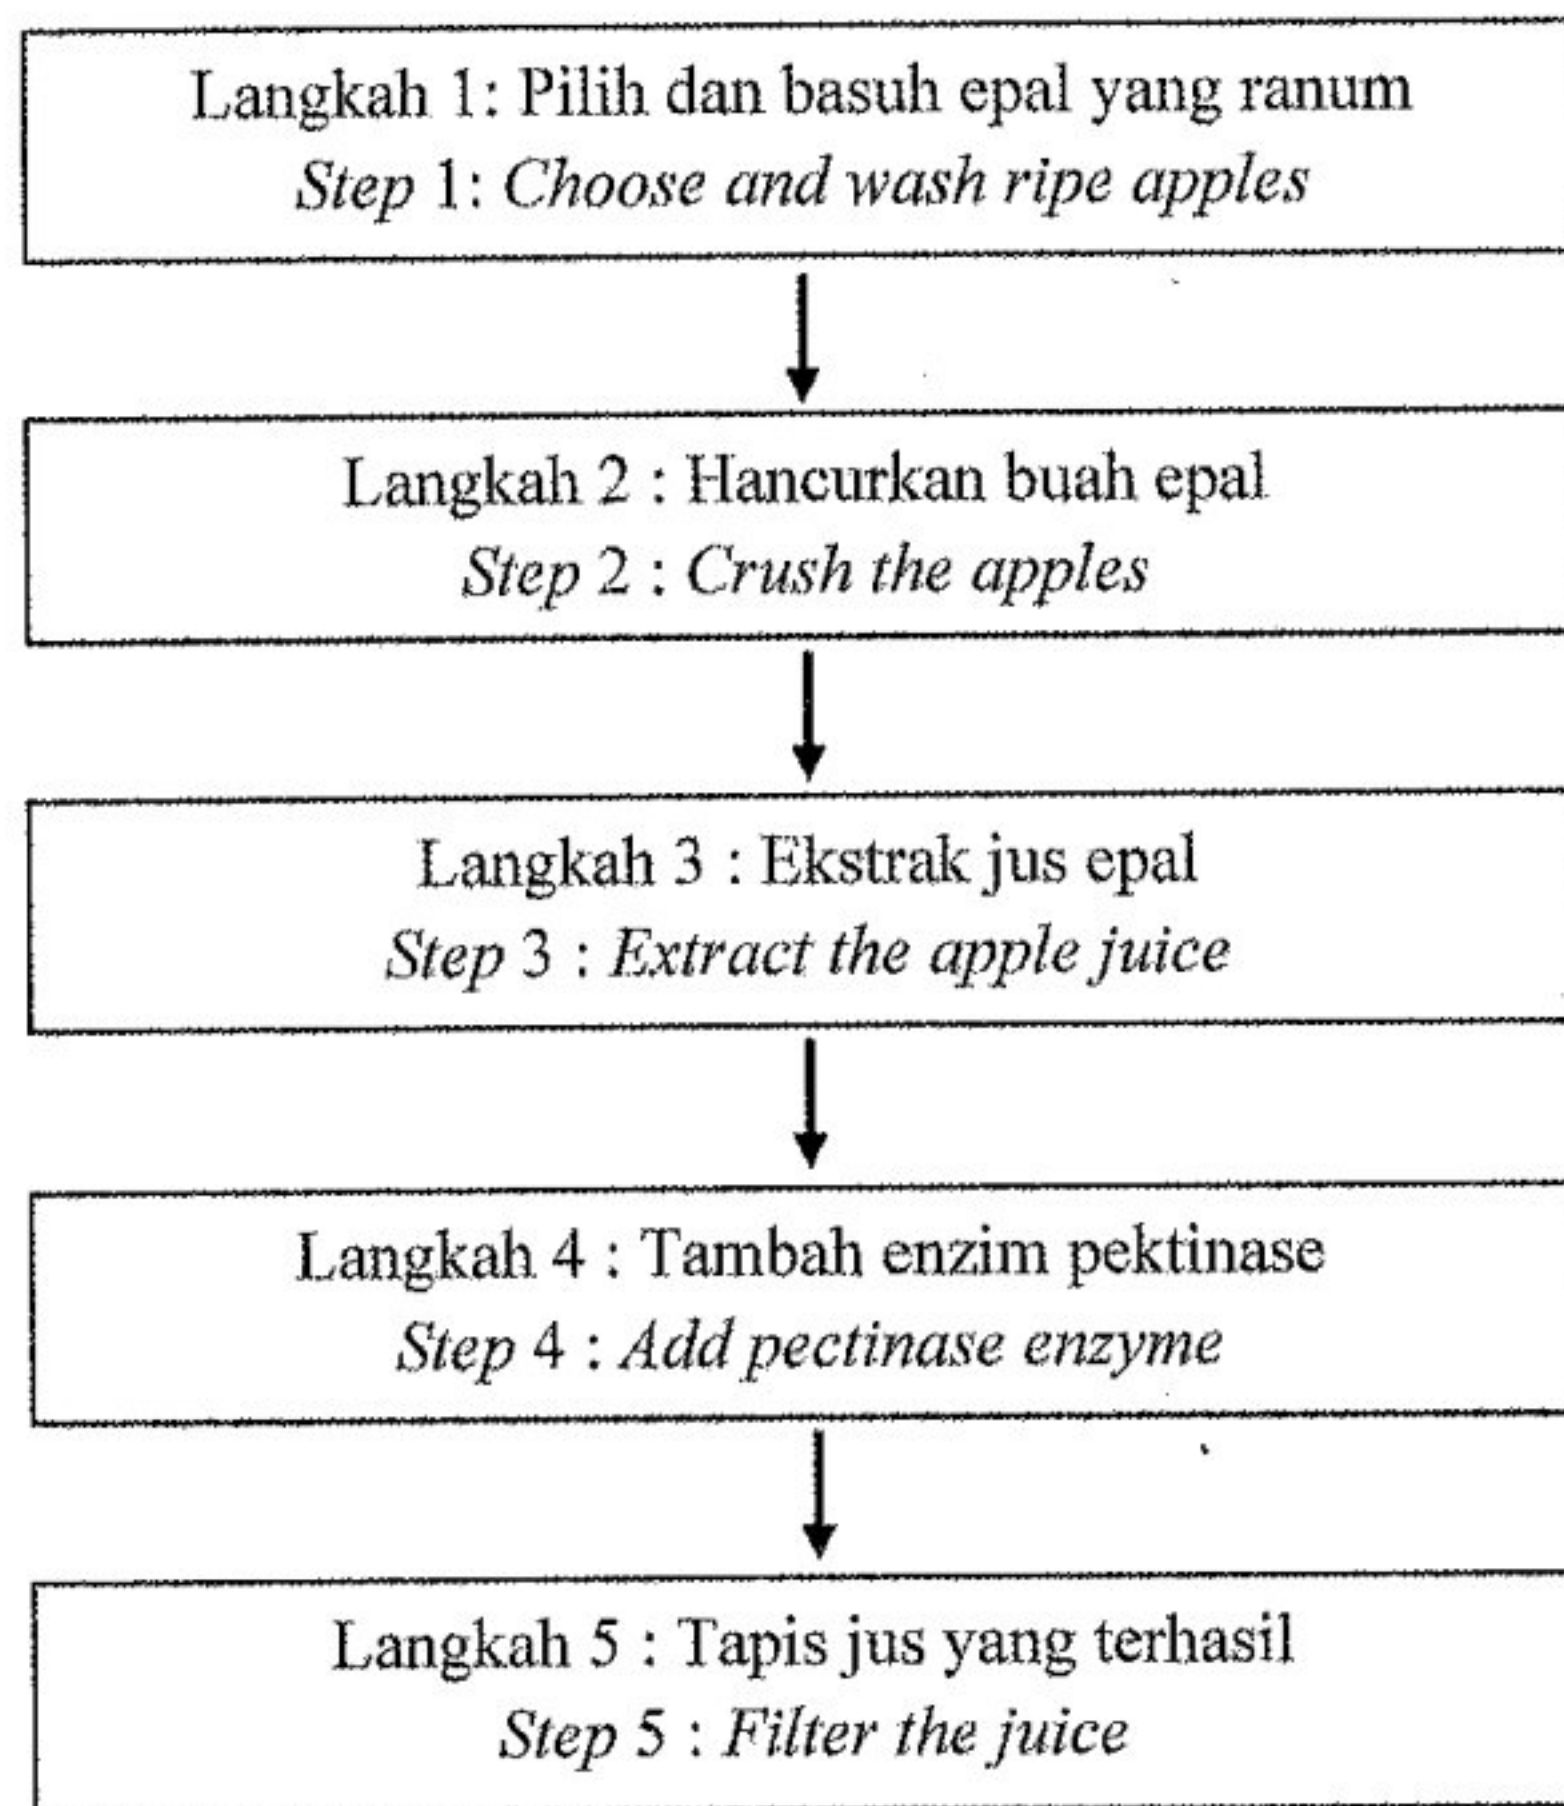 Langkah 1: Pilih dan basuh epal yang ranum
Step 1: Choose and wash ripe apples
Langkah 2 : Hancurkan buah epal
Step 2 : Crush the apples
Langkah 3 : Ekstrak jus epal
Step 3 : Extract the apple juice
Langkah 4 : Tambah enzim pektinase
Step 4 : Add pectinase enzyme
Langkah 5 : Tapis jus yang terhasil
Step 5 : Filter the juice